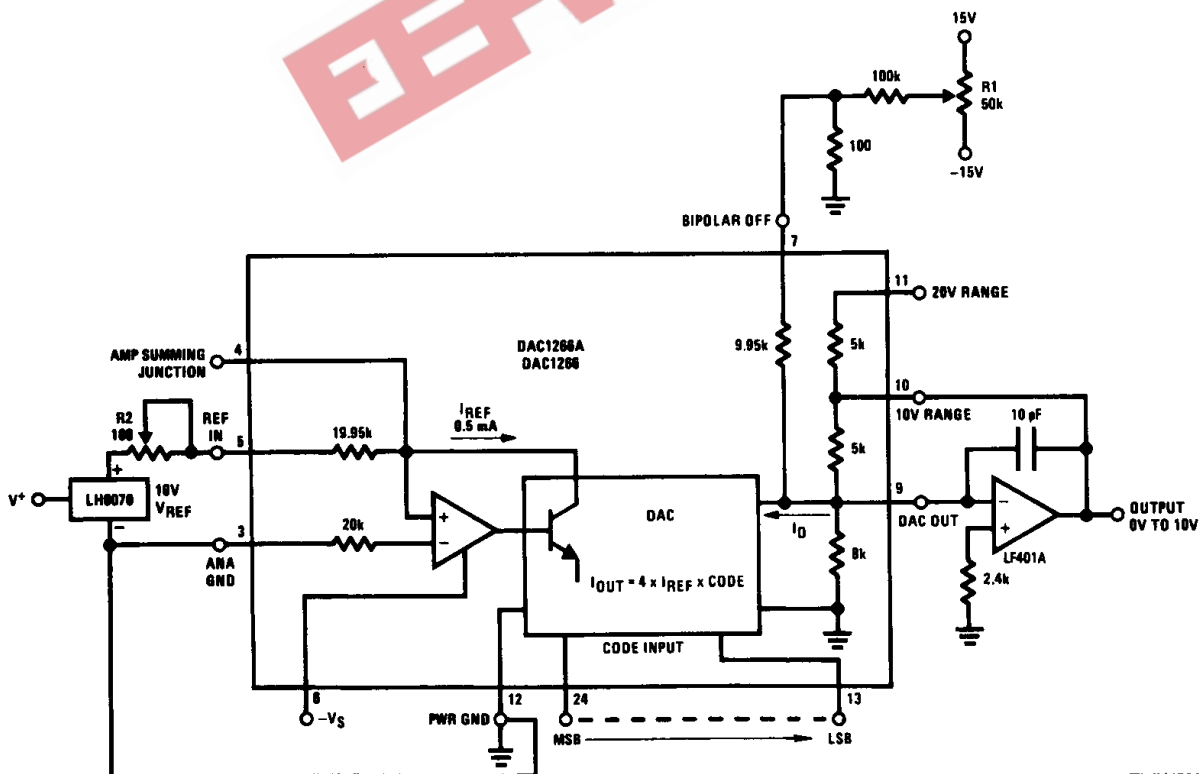 15V
100k
R1
50k
100
-15V
BIPOLAR OFF
7
11
20V RANGE
DAC1266A
DAC1266
9.95k
5k
AMP SUMMING
JUNCTION
4
10
10V RANGE
R2
100
REF
IN
5
19.95k
IREF
0.5 mA
5k
10 pF
+
V+
LH0070
10V
VREF
-
9
DAC OUT
DAC
IO
+
-
-
+
OUTPUT
0V TO 10V
3
ANA
GND
20k
8k
LF401A
2.4k
IOUT = 4 x IREF x CODE
CODE INPUT
6
12
24
13
-VS
PWR GND
MSB
LSB